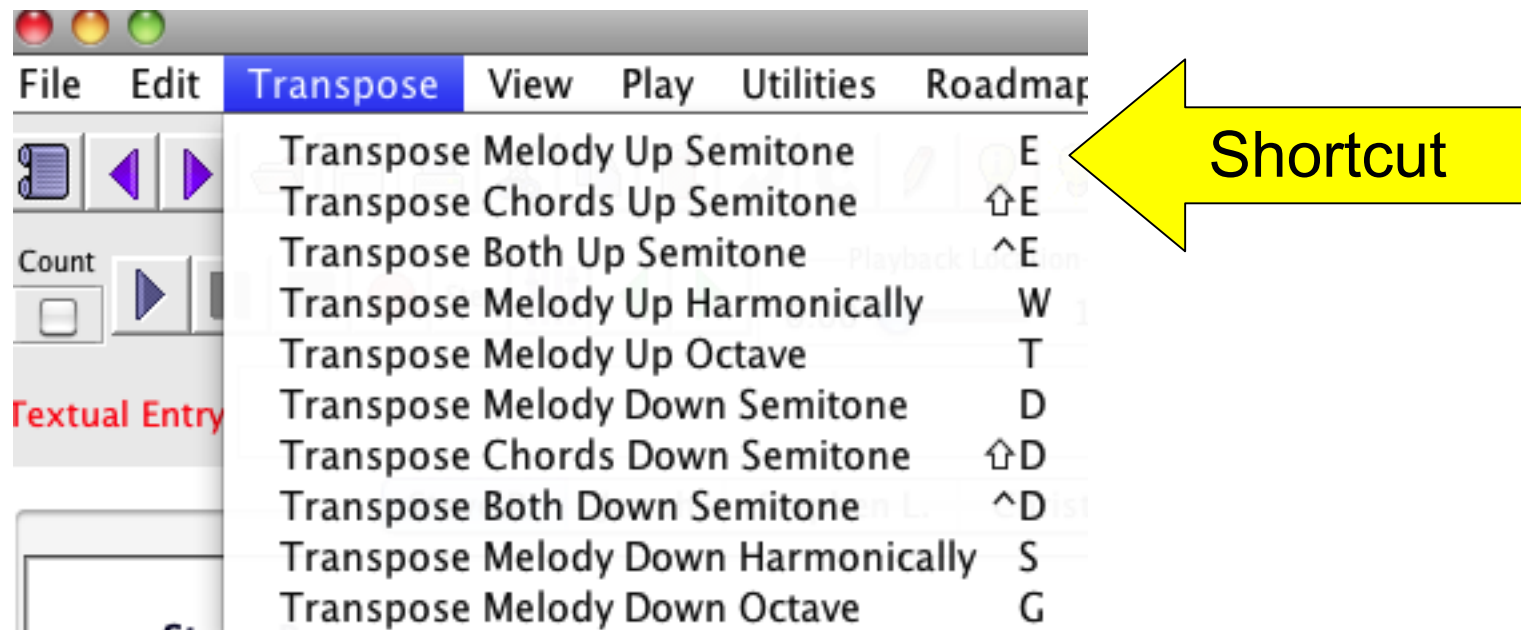 File Edit Transpose View Play Utilities Roadmap
Transpose Melody Up Semitone E
Shortcut
Transpose Chords Up Semitone ⇧E
Count
Transpose Both Up Semitone ^E
Playback Location
Transpose Melody Up Harmonically W
Transpose Melody Up Octave T
Textual Entry
Transpose Melody Down Semitone D
Transpose Chords Down Semitone ⇧D
Transpose Both Down Semitone ^D
Transpose Melody Down Harmonically S
Transpose Melody Down Octave G